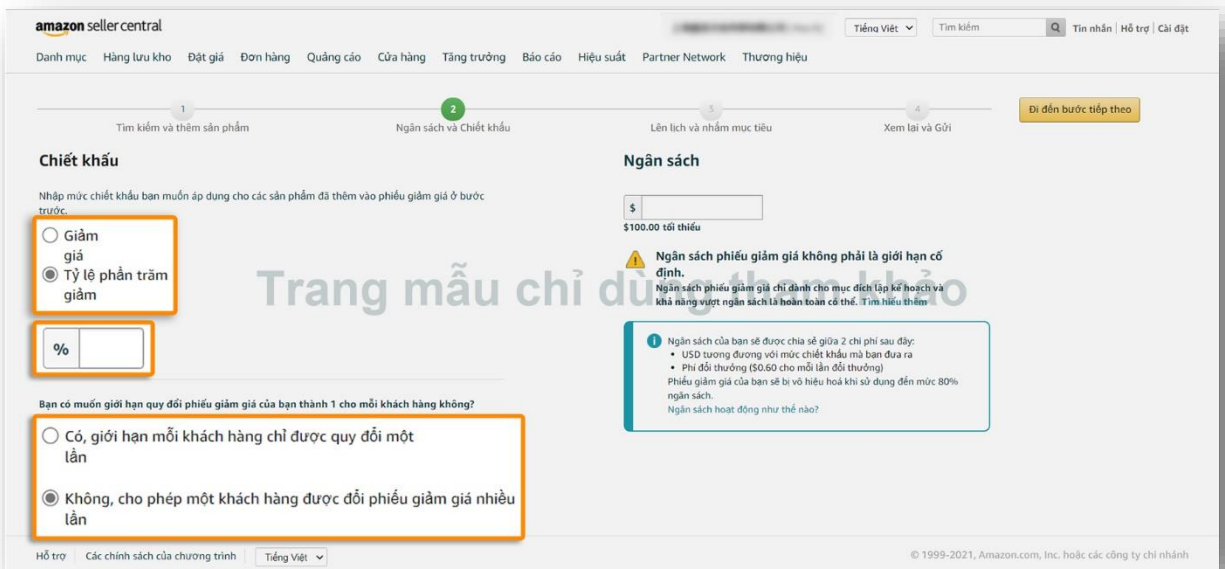 amazon seller central
Tiếng Việt
Tìm kiếm
Tin nhắn | Hỗ trợ | Cài đặt
Danh mục Hàng lưu kho Đặt giá Đơn hàng Quảng cáo Cửa hàng Tăng trưởng Báo cáo Hiệu suất Partner Network Thương hiệu
1 2 3 4
Tìm kiếm và thêm sản phẩm Ngân sách và Chiết khấu Lên lịch và nhắm mục tiêu Xem lại và Gửi
Đi đến bước tiếp theo
Chiết khấu
Nhập mức chiết khấu bạn muốn áp dụng cho các sản phẩm đã thêm vào phiếu giảm giá ở bước
trước.
Giảm
giá
Tỷ lệ phần trăm
giảm
%
Bạn có muốn giới hạn quy đổi phiếu giảm giá của bạn thành 1 cho mỗi khách hàng không?
Có, giới hạn mỗi khách hàng chỉ được quy đổi một
lần
Không, cho phép một khách hàng được đổi phiếu giảm giá nhiều
lần
Ngân sách
$
$100.00 tối thiểu
Ngân sách phiếu giảm giá không phải là giới hạn cố
định.
Ngân sách phiếu giảm giá chỉ dành cho mục đích lập kế hoạch và
khả năng vượt ngân sách là hoàn toàn có thể. Tìm hiểu thêm
Trang mẫu chỉ dùng tham khảo
Ngân sách của bạn sẽ được chia sẻ giữa 2 chi phí sau đây:
• USD tương đương với mức chiết khấu mà bạn đưa ra
• Phí đổi thưởng ($0.60 cho mỗi lần đổi thưởng)
Phiếu giảm giá của bạn sẽ bị vô hiệu hoá khi sử dụng đến mức 80%
ngân sách.
Ngân sách hoạt động như thế nào?
Hỗ trợ Các chính sách của chương trình Tiếng Việt
© 1999-2021, Amazon.com, Inc. hoặc các công ty chi nhánh